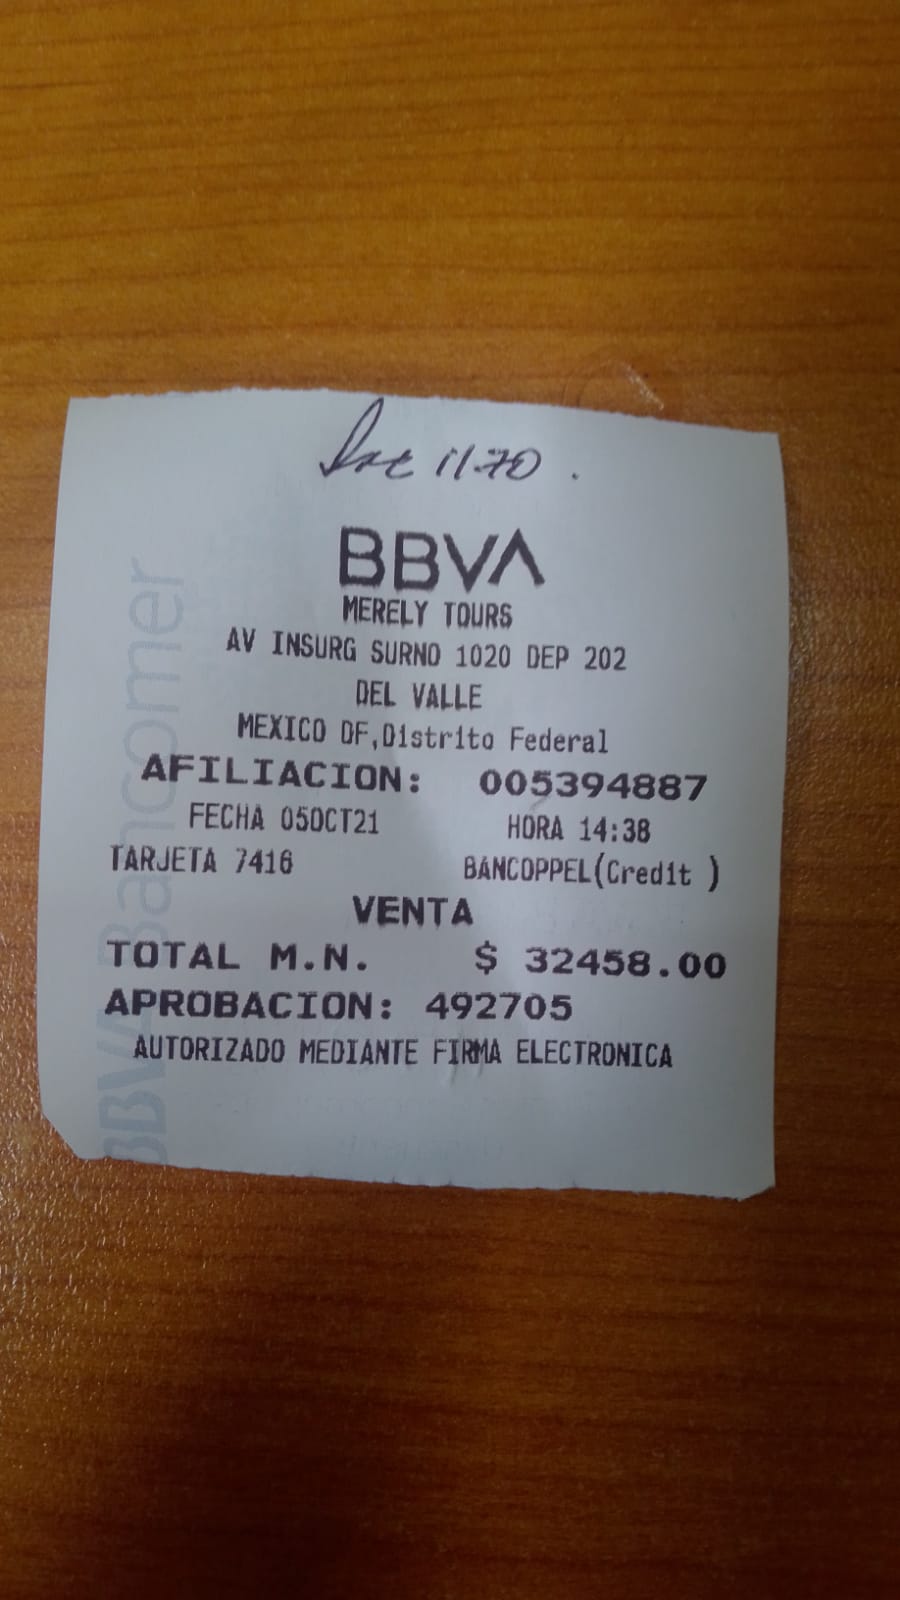 1170.
BBVA
MERELY TOURS
AV INSURG SURNO 1020 DEP 202
DEL VALLE
MEXICO DF,Distrito Federal
AFILIACION: 005394887
FECHA 05OCT21 HORA 14:38
TARJETA 7416 BANCOPPEL(Credit )
VENTA
TOTAL M.N. $ 32458.00
APROBACION: 492705
AUTORIZADO MEDIANTE FIRMA ELECTRONICA
BBVA Bancomer